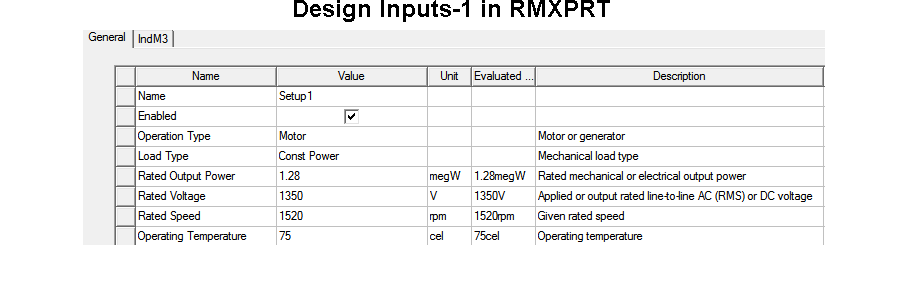 Design Inputs-1 in RMXPRT
General IndM3
Name Value Unit Evaluated ... Description
Name Setup1
Enabled
Operation Type Motor Motor or generator
Load Type Const Power Mechanical load type
Rated Output Power 1.28 megW 1.28megW Rated mechanical or electrical output power
Rated Voltage 1350 V 1350V Applied or output rated line-to-line AC (RMS) or DC voltage
Rated Speed 1520 rpm 1520rpm Given rated speed
Operating Temperature 75 cel 75cel Operating temperature